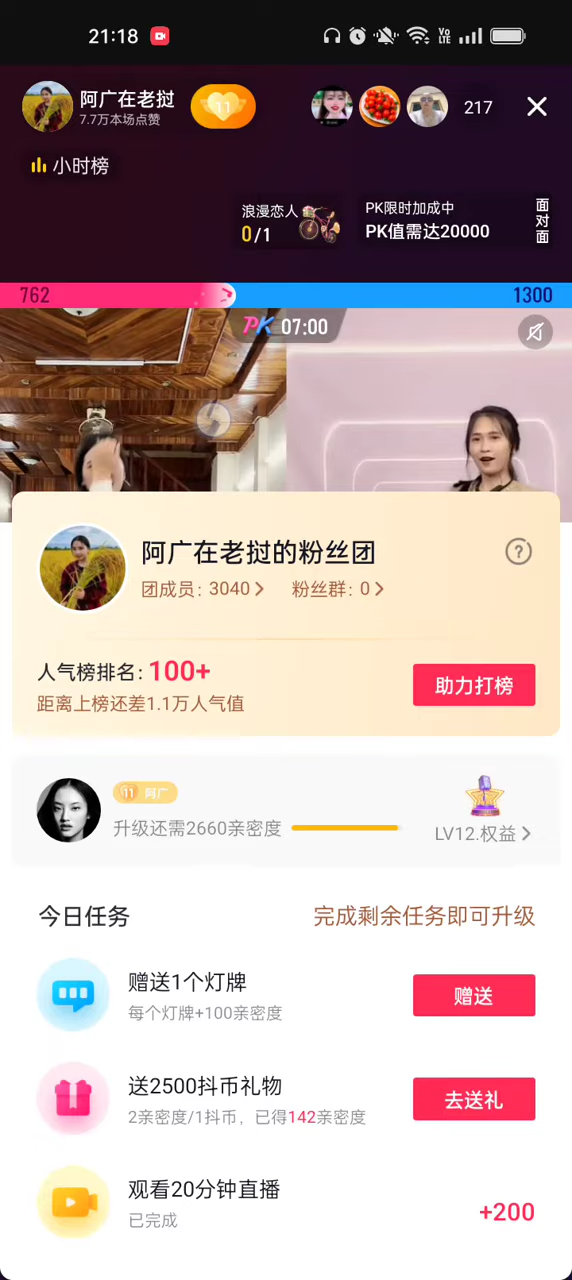 21:18
Vo
LTE
阿广在老挝
7.7万本场点赞
11
217
小时榜
浪漫恋人
0/1
PK限时加成中
PK值需达20000
面对面
762
1300
PK 07:00
阿广在老挝的粉丝团
?
团成员: 3040
粉丝群: 0
人气榜排名: 100+
距离上榜还差1.1万人气值
助力打榜
11 阿广
升级还需2660亲密度
LV12.权益
今日任务
完成剩余任务即可升级
赠送1个灯牌
每个灯牌+100亲密度
赠送
送2500抖币礼物
2亲密度/1抖币，已得142亲密度
去送礼
观看20分钟直播
已完成
+200